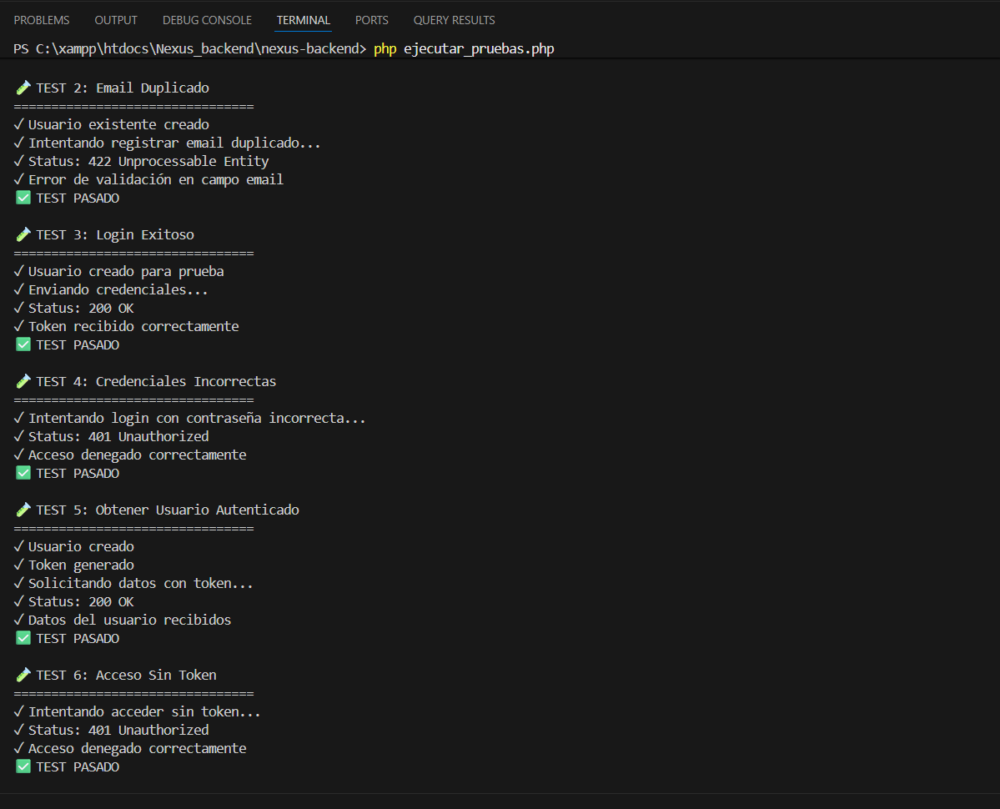 PROBLEMS OUTPUT DEBUG CONSOLE TERMINAL PORTS QUERY RESULTS
PS C:\xampp\htdocs\Nexus_backend\nexus-backend> php ejecutar_pruebas.php
🧪 TEST 2: Email Duplicado
================================
✓ Usuario existente creado
✓ Intentando registrar email duplicado...
✓ Status: 422 Unprocessable Entity
✓ Error de validación en campo email
✅ TEST PASADO
🧪 TEST 3: Login Exitoso
================================
✓ Usuario creado para prueba
✓ Enviando credenciales...
✓ Status: 200 OK
✓ Token recibido correctamente
✅ TEST PASADO
🧪 TEST 4: Credenciales Incorrectas
================================
✓ Intentando login con contraseña incorrecta...
✓ Status: 401 Unauthorized
✓ Acceso denegado correctamente
✅ TEST PASADO
🧪 TEST 5: Obtener Usuario Autenticado
================================
✓ Usuario creado
✓ Token generado
✓ Solicitando datos con token...
✓ Status: 200 OK
✓ Datos del usuario recibidos
✅ TEST PASADO
🧪 TEST 6: Acceso Sin Token
================================
✓ Intentando acceder sin token...
✓ Status: 401 Unauthorized
✓ Acceso denegado correctamente
✅ TEST PASADO